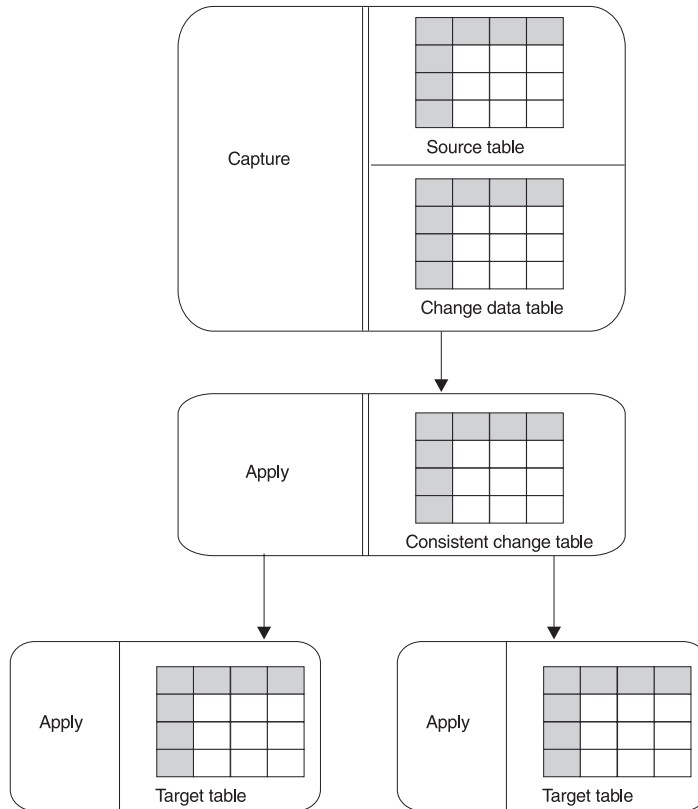 Source table
Capture
Change data table
Apply
Consistent change table
Apply
Target table
Apply
Target table